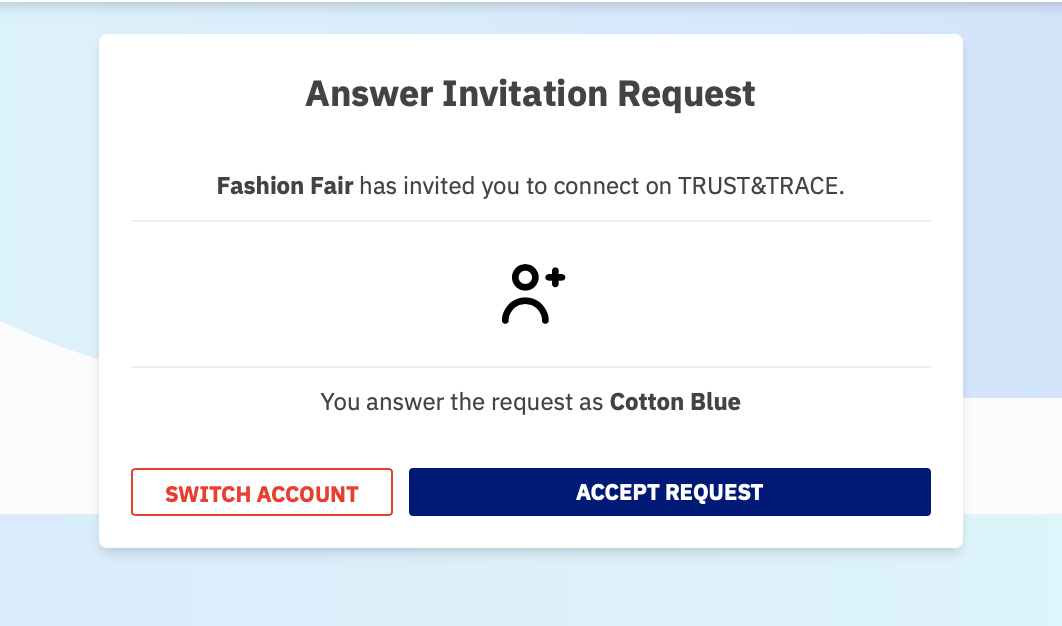 Answer Invitation Request
Fashion Fair has invited you to connect on TRUST&TRACE.
You answer the request as Cotton Blue
SWITCH ACCOUNT
ACCEPT REQUEST